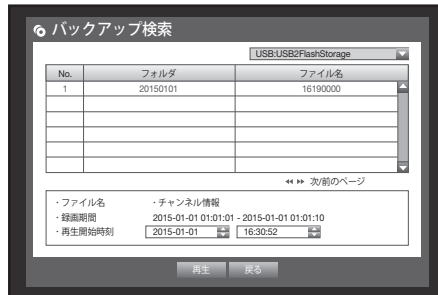 バックアップ検索
USB:USB2FlashStorage
No. フォルダ ファイル名
1 20150101 16190000
次/前のページ
・ファイル名 ・チャンネル情報
・録画期間 2015-01-01 01:01:01 - 2015-01-01 01:01:10
・再生開始時刻 2015-01-01 16:30:52
再生 戻る